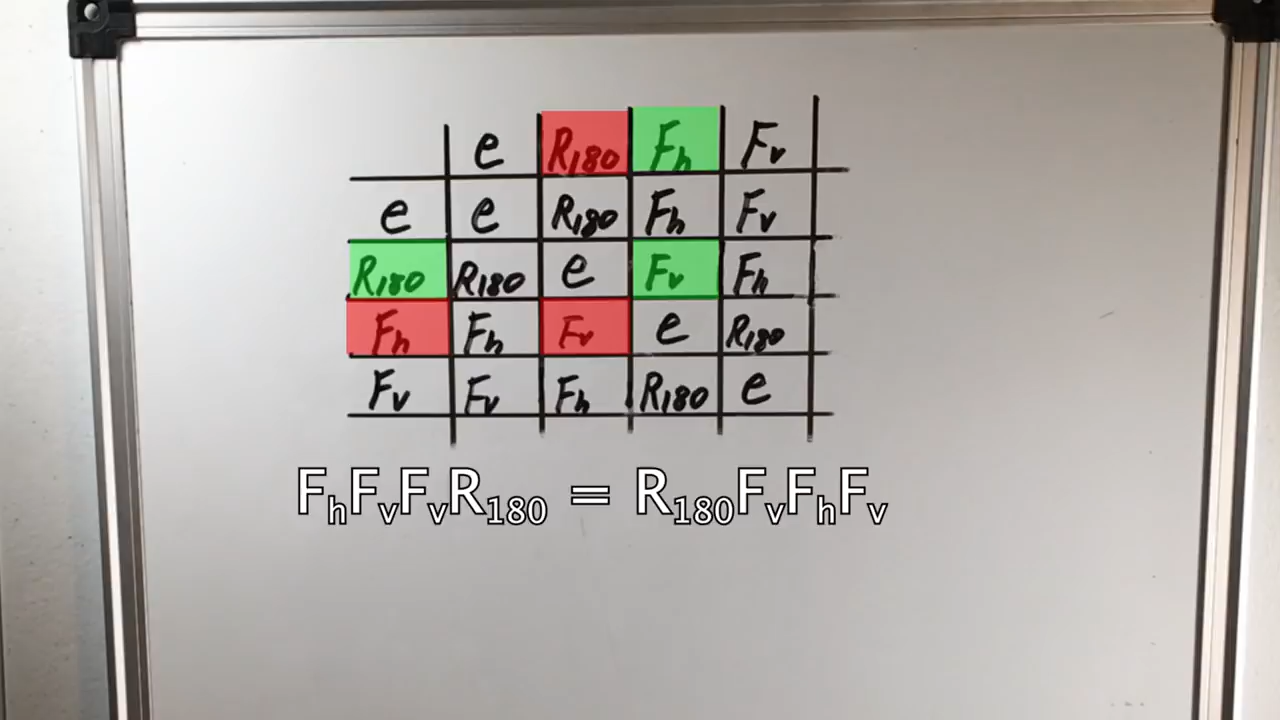 e R₁₈₀ Fₕ Fᵥ
e e R₁₈₀ Fₕ Fᵥ
R₁₈₀ R₁₈₀ e Fᵥ Fₕ
Fₕ Fₕ Fᵥ e R₁₈₀
Fᵥ Fᵥ Fₕ R₁₈₀ e
FₕFᵥFᵥR₁₈₀ = R₁₈₀FᵥFₕFᵥ